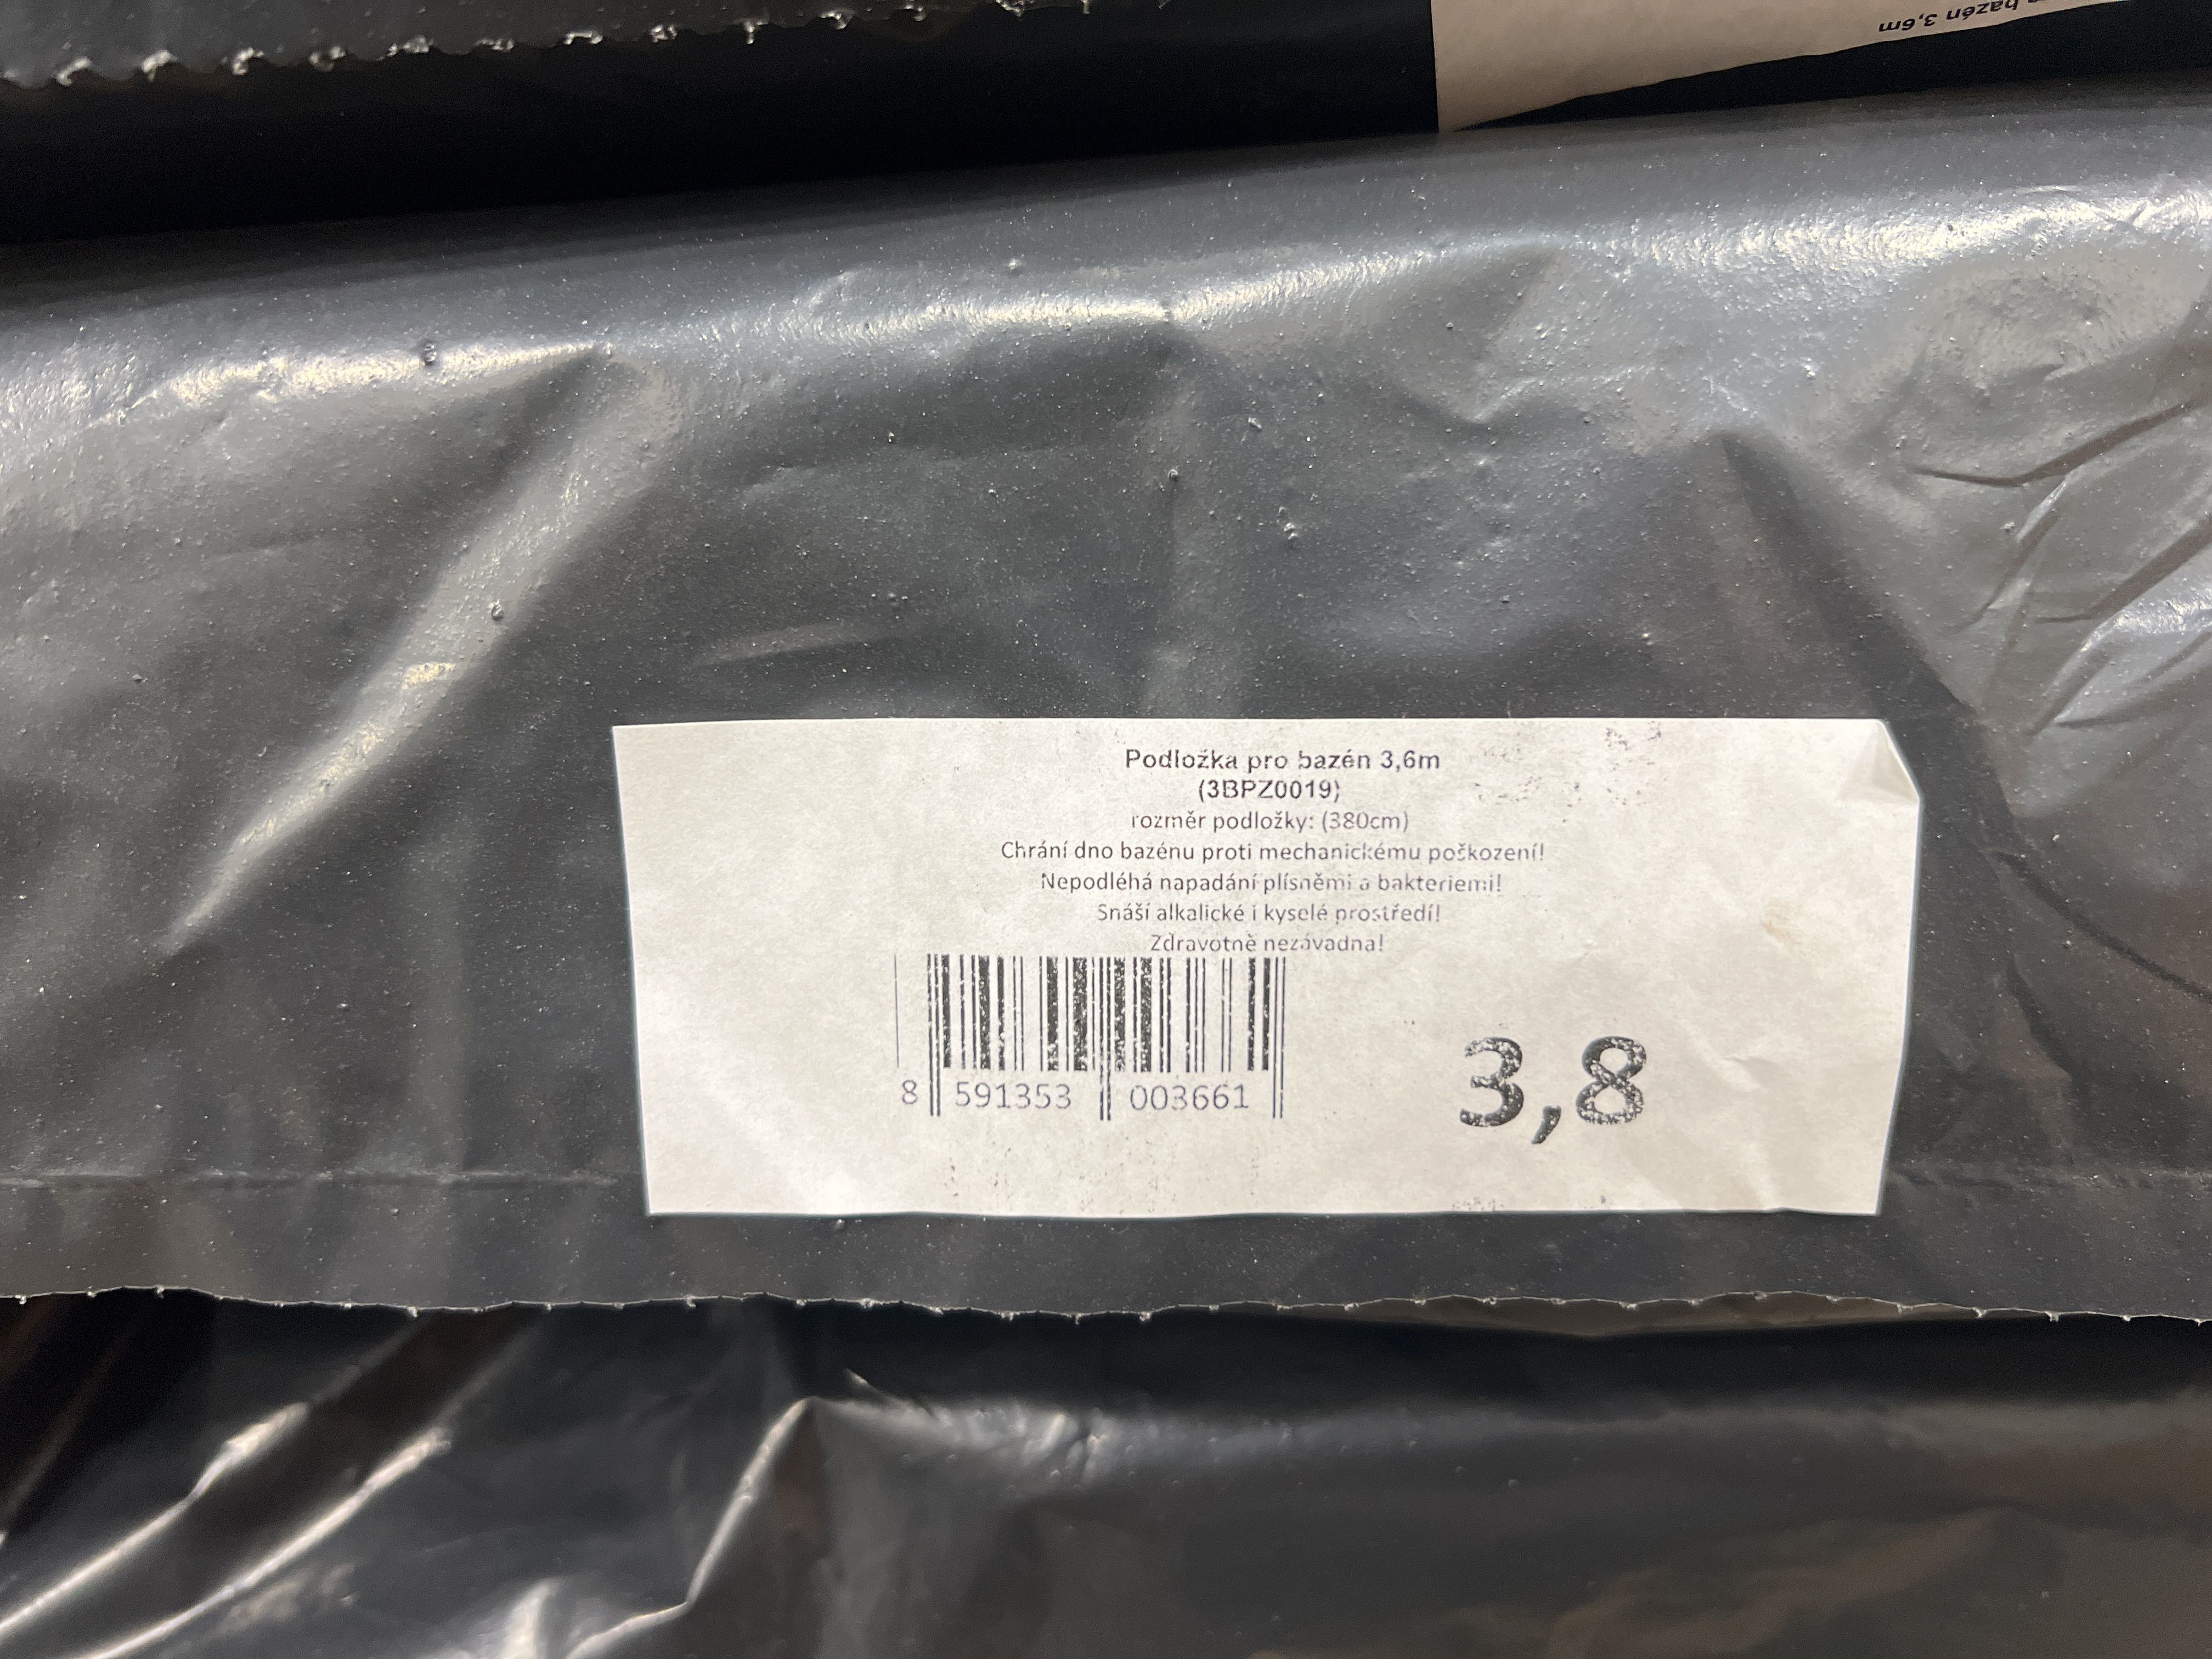 bazén 3,6m
Podložka pro bazén 3,6m
(3BPZ0019)
rozměr podložky: (380cm)
Chrání dno bazénu proti mechanickému poškození!
Nepodléhá napadání plísněmi a bakteriemi!
Snáší alkalické i kyselé prostředí!
Zdravotně nezávadna!
8 591353 003661
3,8